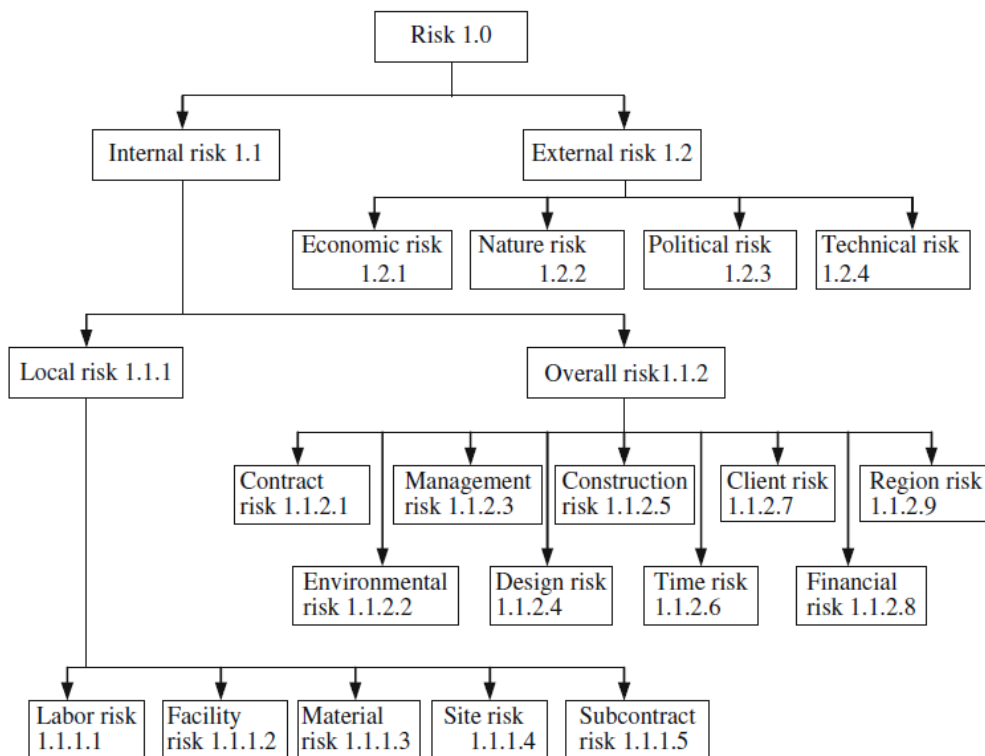 Risk 1.0
Internal risk 1.1
External risk 1.2
Economic risk
1.2.1
Nature risk
1.2.2
Political risk
1.2.3
Technical risk
1.2.4
Local risk 1.1.1
Overall risk1.1.2
Contract
risk 1.1.2.1
Management
risk 1.1.2.3
Construction
risk 1.1.2.5
Client risk
1.1.2.7
Region risk
1.1.2.9
Environmental
risk 1.1.2.2
Design risk
1.1.2.4
Time risk
1.1.2.6
Financial
risk 1.1.2.8
Labor risk
1.1.1.1
Facility
risk 1.1.1.2
Material
risk 1.1.1.3
Site risk
1.1.1.4
Subcontract
risk 1.1.1.5